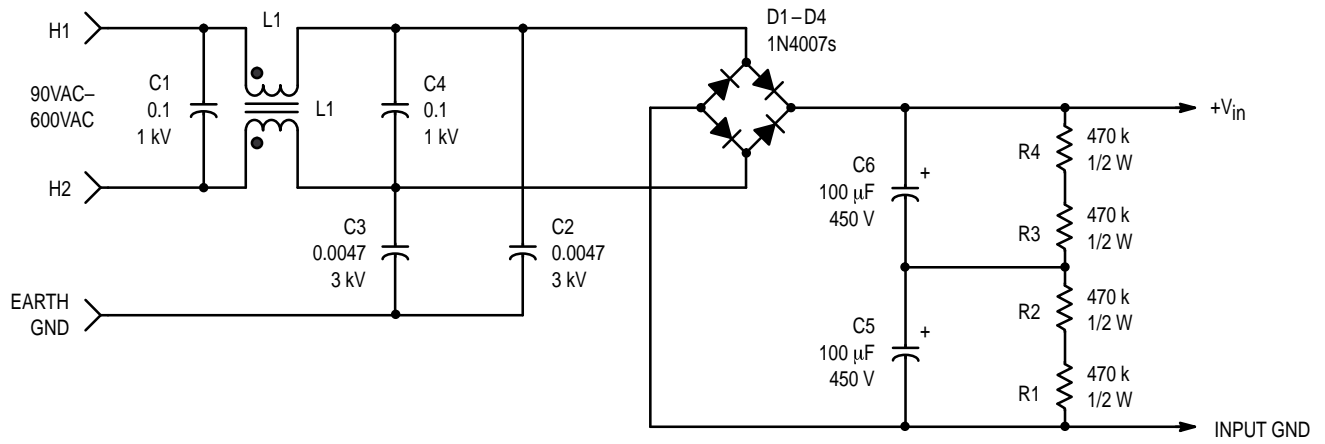 H1
L1
D1–D4
1N4007s
90VAC–
600VAC
C1
0.1
1 kV
L1
C4
0.1
1 kV
+Vin
H2
C6
100 µF
450 V
+
R4
470 k
1/2 W
R3
470 k
1/2 W
C3
0.0047
3 kV
C2
0.0047
3 kV
EARTH
GND
C5
100 µF
450 V
+
R2
470 k
1/2 W
R1
470 k
1/2 W
INPUT GND